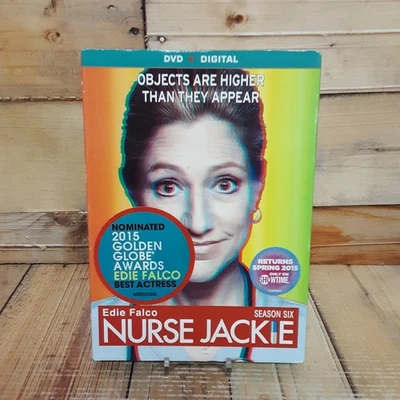 DVD + DIGITAL
OBJECTS ARE HIGHER
THAN THEY APPEAR
NOMINATED
2015
GOLDEN
GLOBE®
AWARDS
EDIE FALCO
BEST ACTRESS
RETURNS
SPRING 2015
ONLY ON
SHOWTIME.
Edie Falco
SEASON SIX
NURSE JACKIE